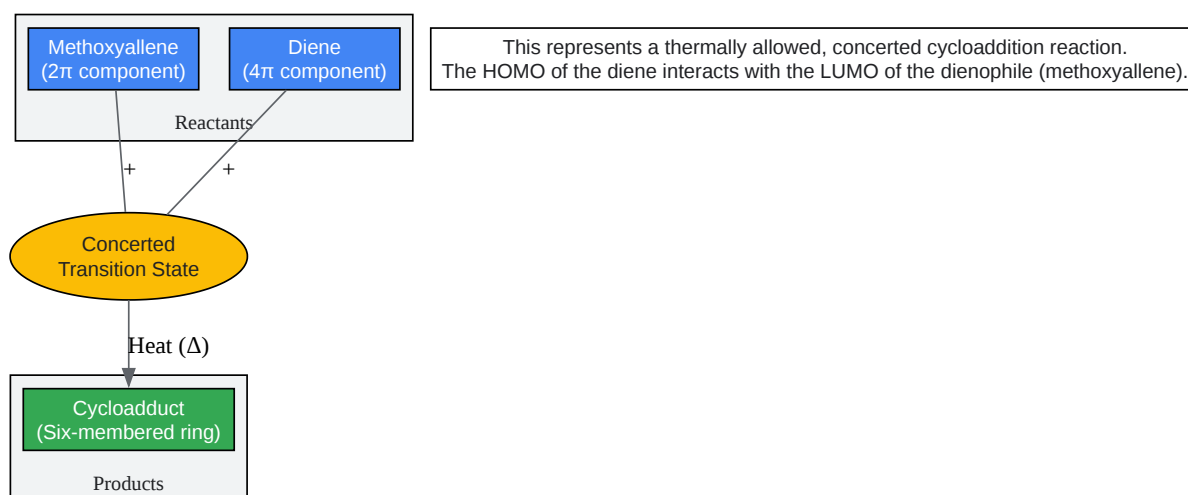 Methoxyallene
(2π component)
Diene
(4π component)
Reactants
This represents a thermally allowed, concerted cycloaddition reaction.
The HOMO of the diene interacts with the LUMO of the dienophile (methoxyallene).
+
+
Concerted
Transition State
Heat (Δ)
Cycloadduct
(Six-membered ring)
Products